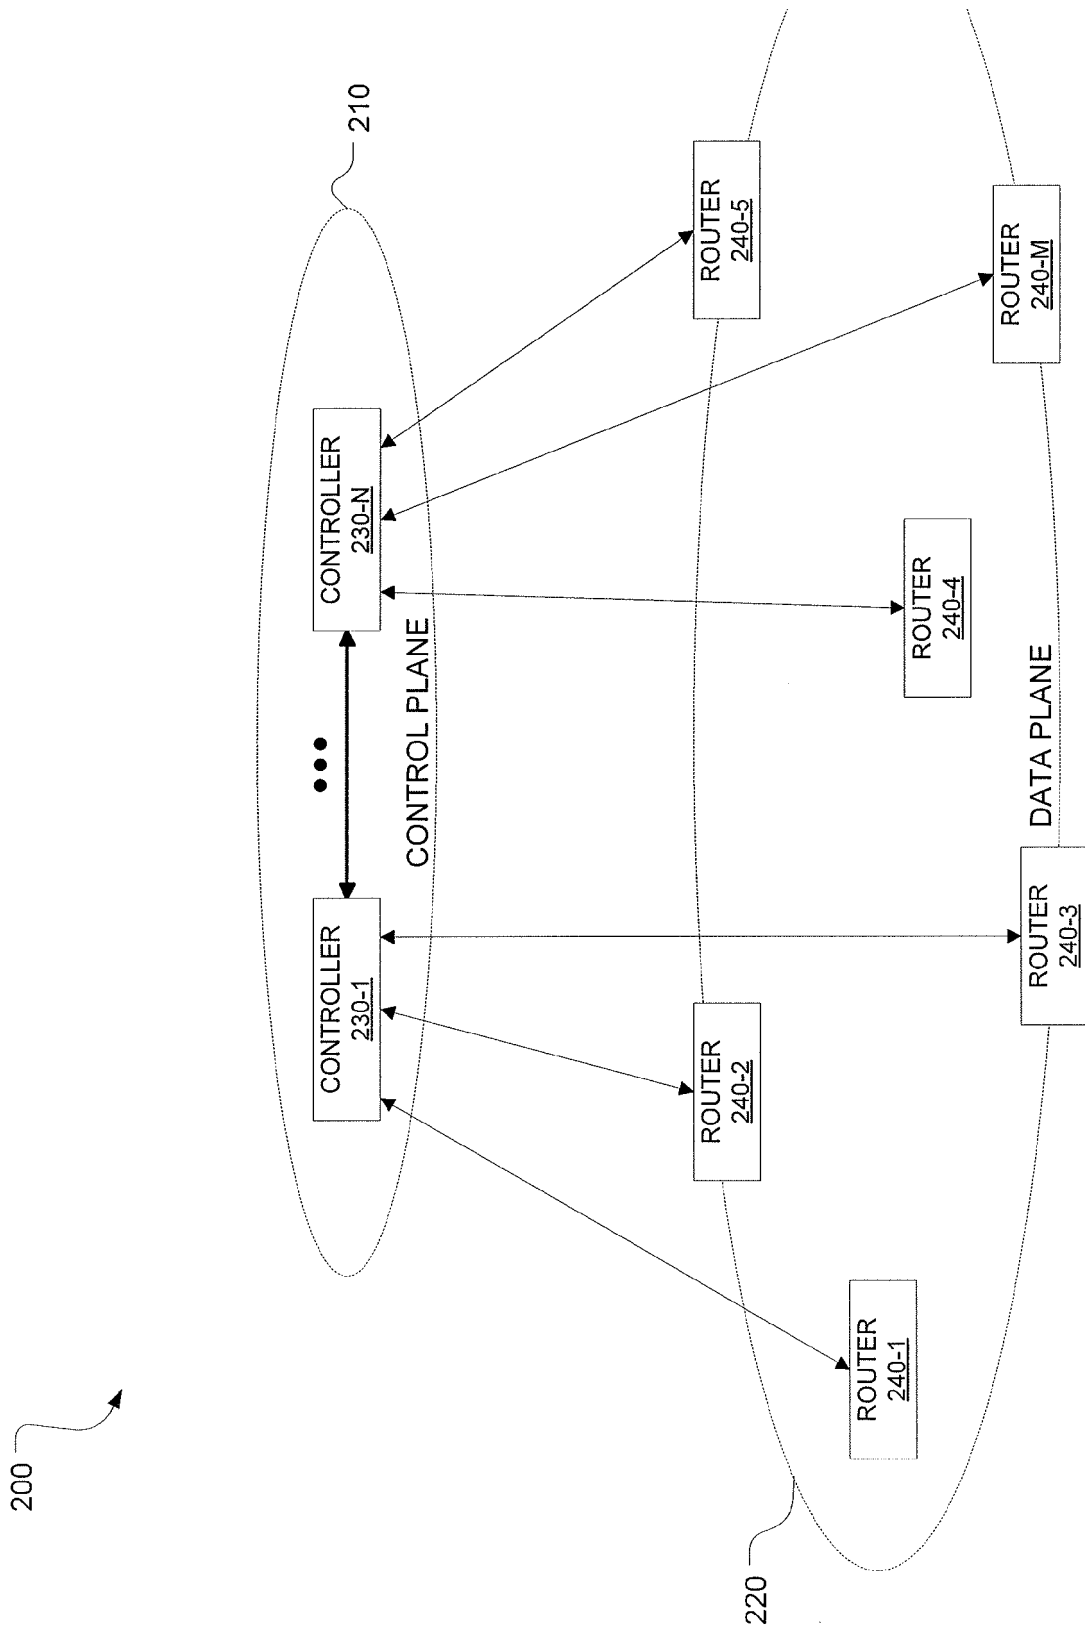 200
210
CONTROLLER
230-1
•••
CONTROLLER
230-N
CONTROL PLANE
220
ROUTER
240-1
ROUTER
240-2
ROUTER
240-3
ROUTER
240-4
ROUTER
240-5
ROUTER
240-M
DATA PLANE